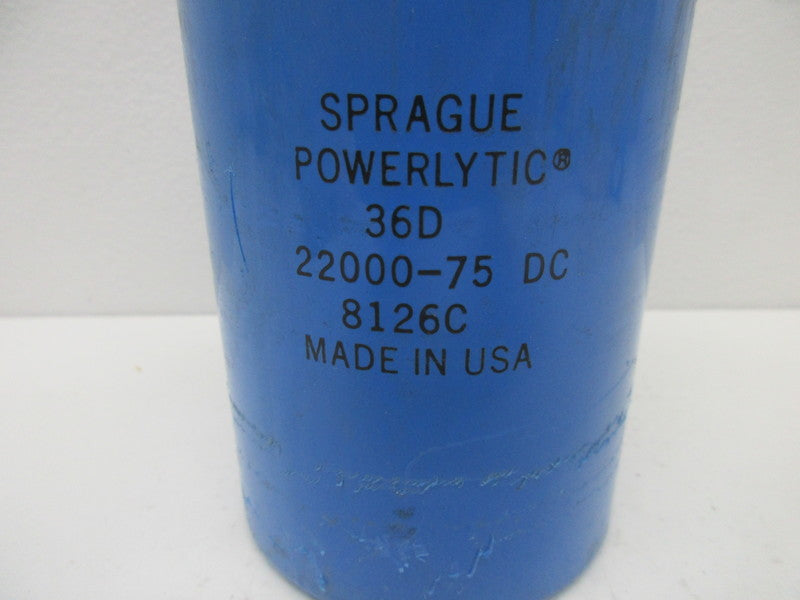 SPRAGUE
POWERLYTIC®
36D
22000-75 DC
8126C
MADE IN USA